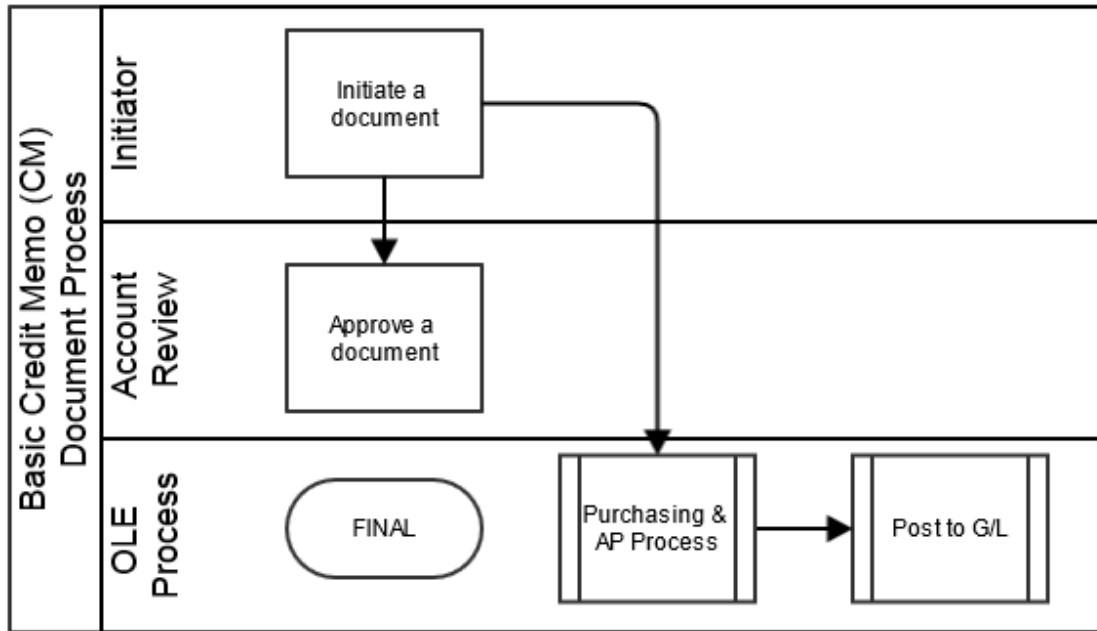 Basic Credit Memo (CM)
Document Process
Initiator
Initiate a
document
Account
Review
Approve a
document
OLE
Process
FINAL
Purchasing &
AP Process
Post to G/L